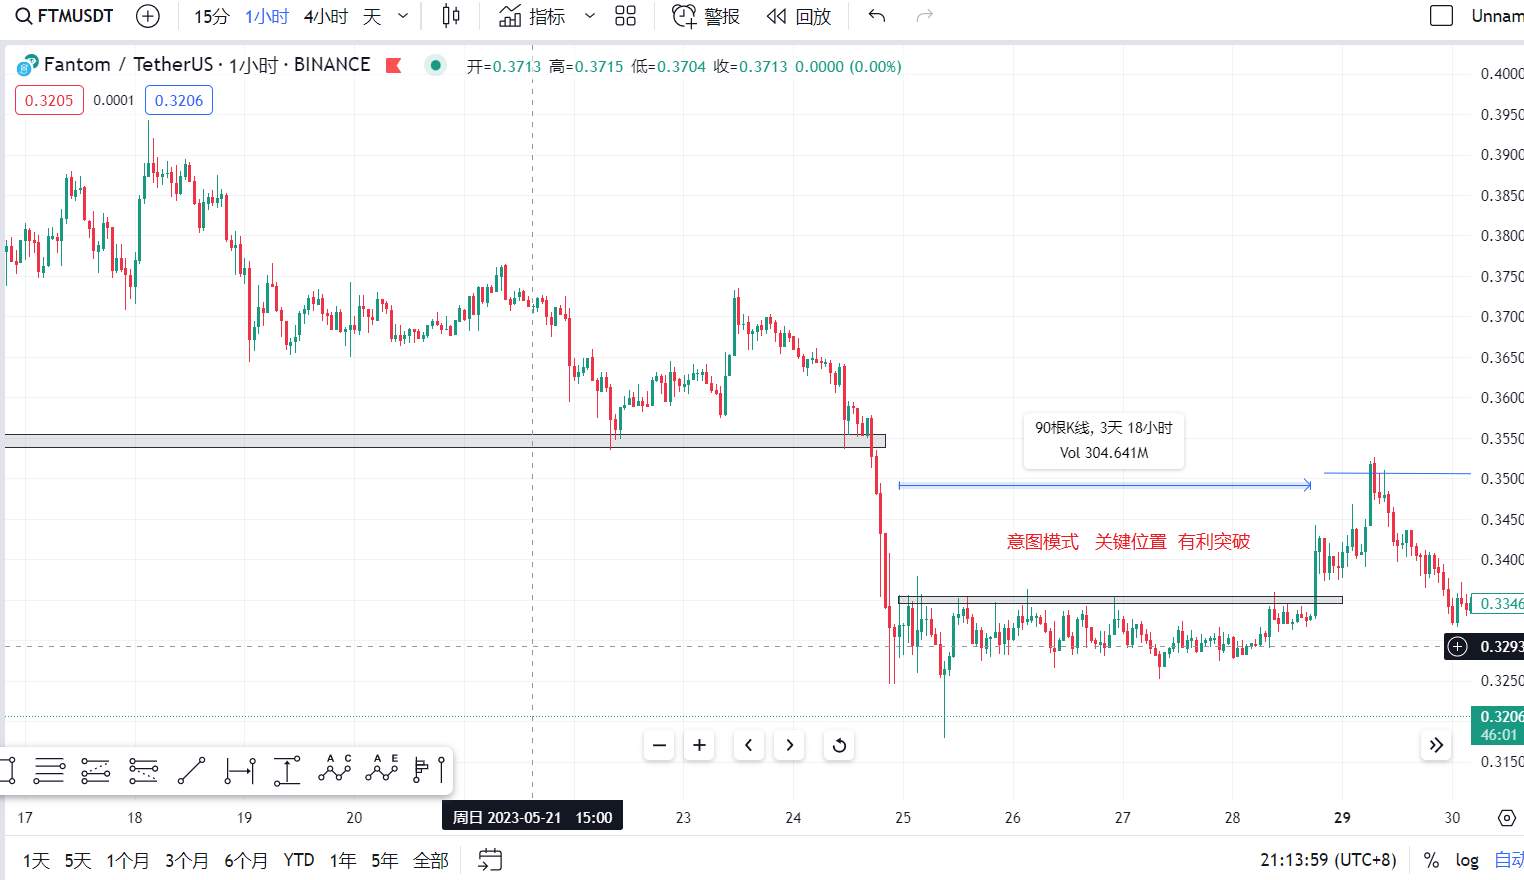 FTMUSDT 15分 1小时 4小时 天 指标 警报 回放 Unnam
Fantom / TetherUS · 1小时 · BINANCE 开=0.3713 高=0.3715 低=0.3704 收=0.3713 0.0000 (0.00%)
0.3205 0.0001 0.3206
0.4000
0.3950
0.3900
0.3850
0.3800
0.3750
0.3700
0.3650
0.3600
0.3550
0.3500
0.3450
0.3400
0.3346
0.3293
0.3250
0.3206
46:01
0.3150
90根K线, 3天 18小时
Vol 304.641M
意图模式 关键位置 有利突破
A C A E
17 18 19 20 周日 2023-05-21 15:00 23 24 25 26 27 28 29 30
1天 5天 1个月 3个月 6个月 YTD 1年 5年 全部 21:13:59 (UTC+8) % log 自动